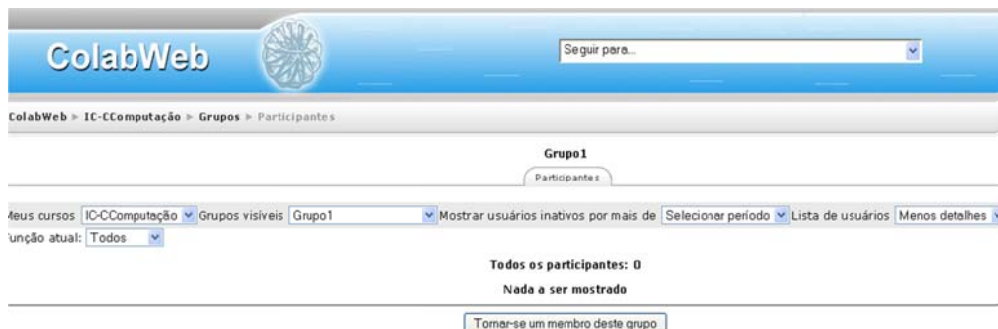 ColabWeb
Seguir para...
ColabWeb ► IC-CComputação ► Grupos ► Participantes
Grupo1
Participantes
Meus cursos IC-CComputação Grupos visíveis Grupo1 Mostrar usuários inativos por mais de Selecionar período Lista de usuários Menos detalhes
Função atual: Todos
Todos os participantes: 0
Nada a ser mostrado
Tornar-se um membro deste grupo